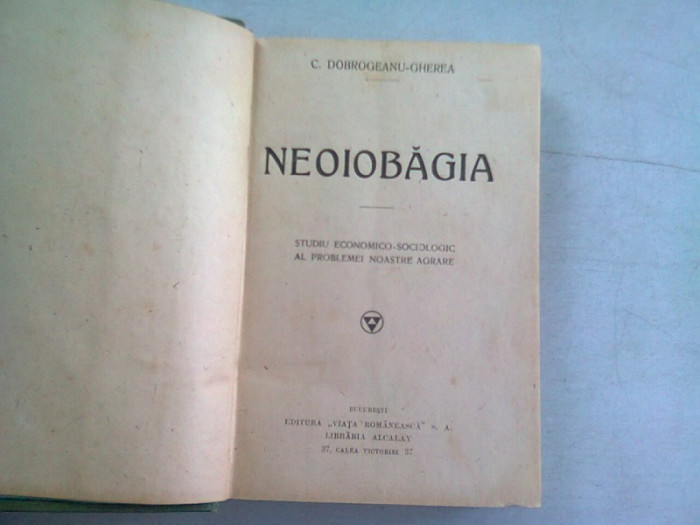 C. DOBROGEANU-GHEREA
NEOIOBĂGIA
STUDIU ECONOMICO-SOCIOLOGIC
AL PROBLEMEI NOASTRE AGRARE
BUCUREȘTI
EDITURA „VIAȚA ROMÂNEASCĂ” S. A.
LIBRĂRIA ALCALAY
37, CALEA VICTORIEI 37